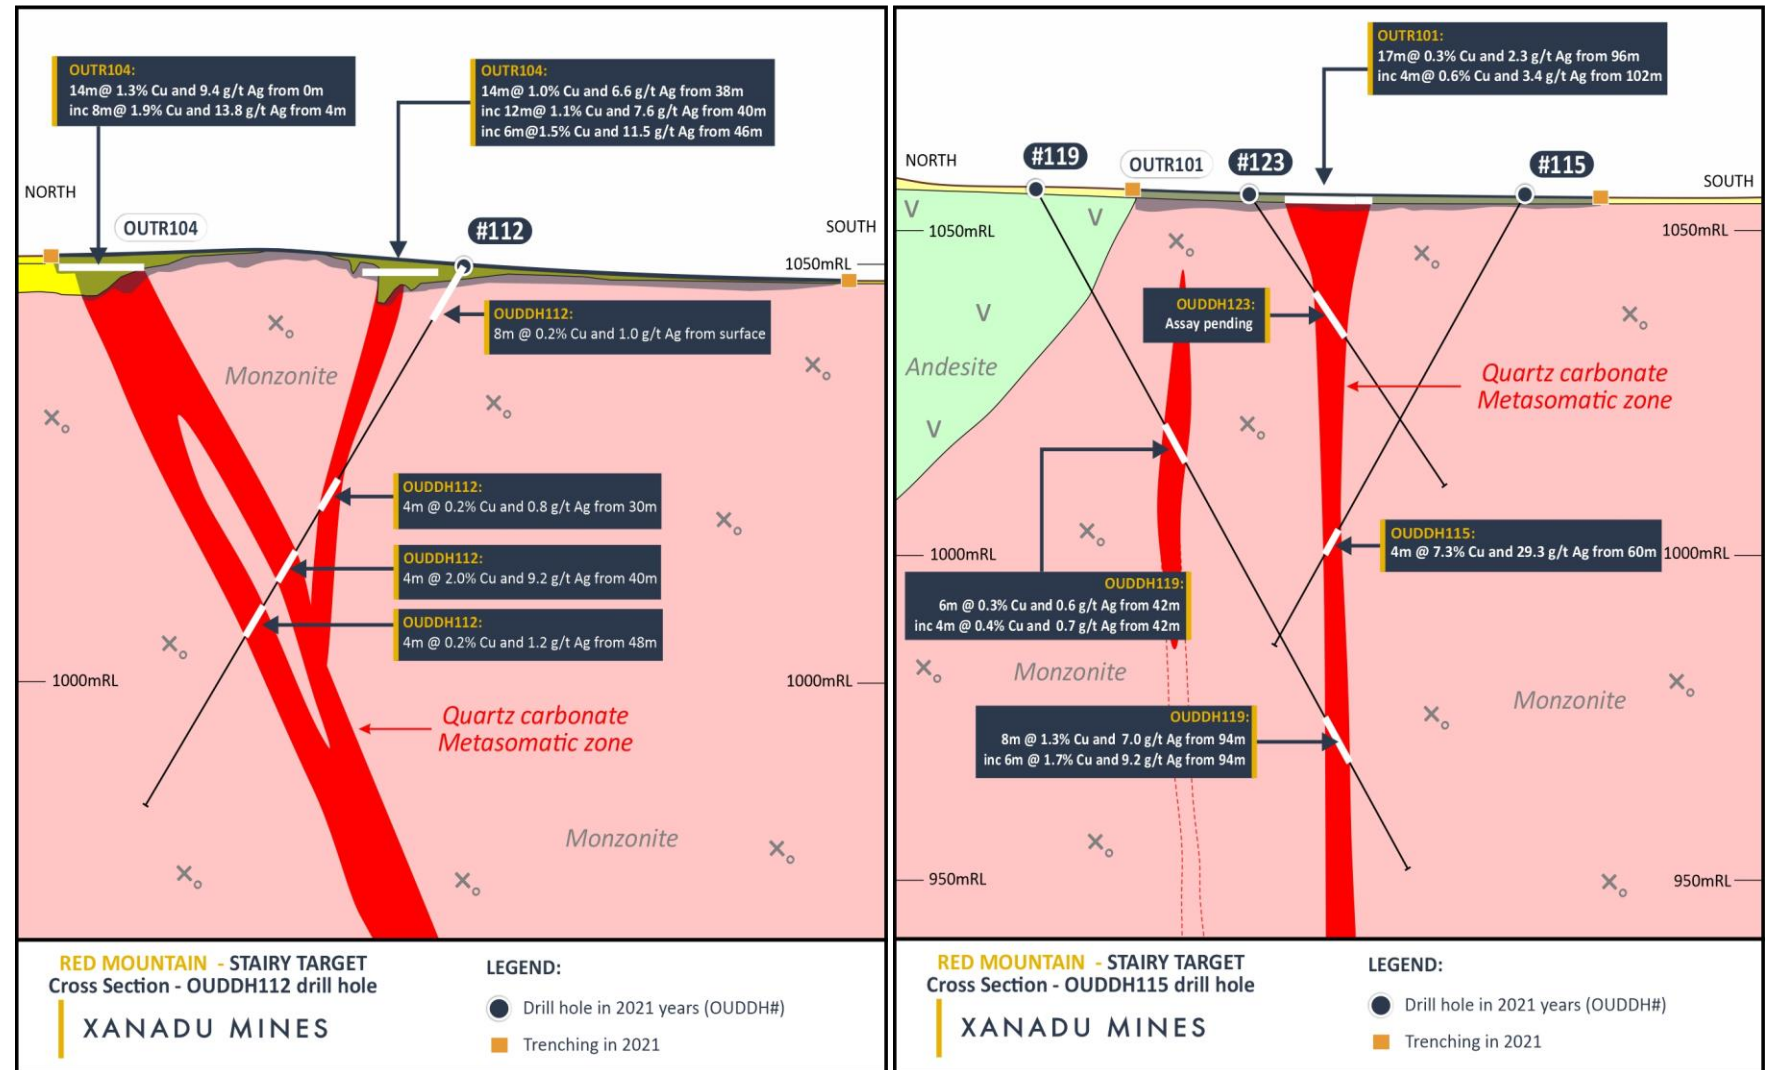 OUTR104:
14m@ 1.3% Cu and 9.4 g/t Ag from 0m
inc 8m@ 1.9% Cu and 13.8 g/t Ag from 4m
OUTR104:
14m@ 1.0% Cu and 6.6 g/t Ag from 38m
inc 12m@ 1.1% Cu and 7.6 g/t Ag from 40m
inc 6m@1.5% Cu and 11.5 g/t Ag from 46m
NORTH
OUTR104
#112
SOUTH
1050mRL
OUDDH112:
8m @ 0.2% Cu and 1.0 g/t Ag from surface
Monzonite
OUDDH112:
4m @ 0.2% Cu and 0.8 g/t Ag from 30m
OUDDH112:
4m @ 2.0% Cu and 9.2 g/t Ag from 40m
OUDDH112:
4m @ 0.2% Cu and 1.2 g/t Ag from 48m
1000mRL
1000mRL
Quartz carbonate
Metasomatic zone
Monzonite
RED MOUNTAIN - STAIRY TARGET
Cross Section - OUDDH112 drill hole
XANADU MINES
LEGEND:
Drill hole in 2021 years (OUDDH#)
Trenching in 2021
OUTR101:
17m@ 0.3% Cu and 2.3 g/t Ag from 96m
inc 4m@ 0.6% Cu and 3.4 g/t Ag from 102m
NORTH
#119
OUTR101
#123
#115
SOUTH
1050mRL
1050mRL
OUDDH123:
Assay pending
Andesite
Quartz carbonate
Metasomatic zone
1000mRL
OUDDH115:
4m @ 7.3% Cu and 29.3 g/t Ag from 60m
1000mRL
OUDDH119:
6m @ 0.3% Cu and 0.6 g/t Ag from 42m
inc 4m @ 0.4% Cu and 0.7 g/t Ag from 42m
Monzonite
Monzonite
OUDDH119:
8m @ 1.3% Cu and 7.0 g/t Ag from 94m
inc 6m @ 1.7% Cu and 9.2 g/t Ag from 94m
950mRL
950mRL
RED MOUNTAIN - STAIRY TARGET
Cross Section - OUDDH115 drill hole
XANADU MINES
LEGEND:
Drill hole in 2021 years (OUDDH#)
Trenching in 2021